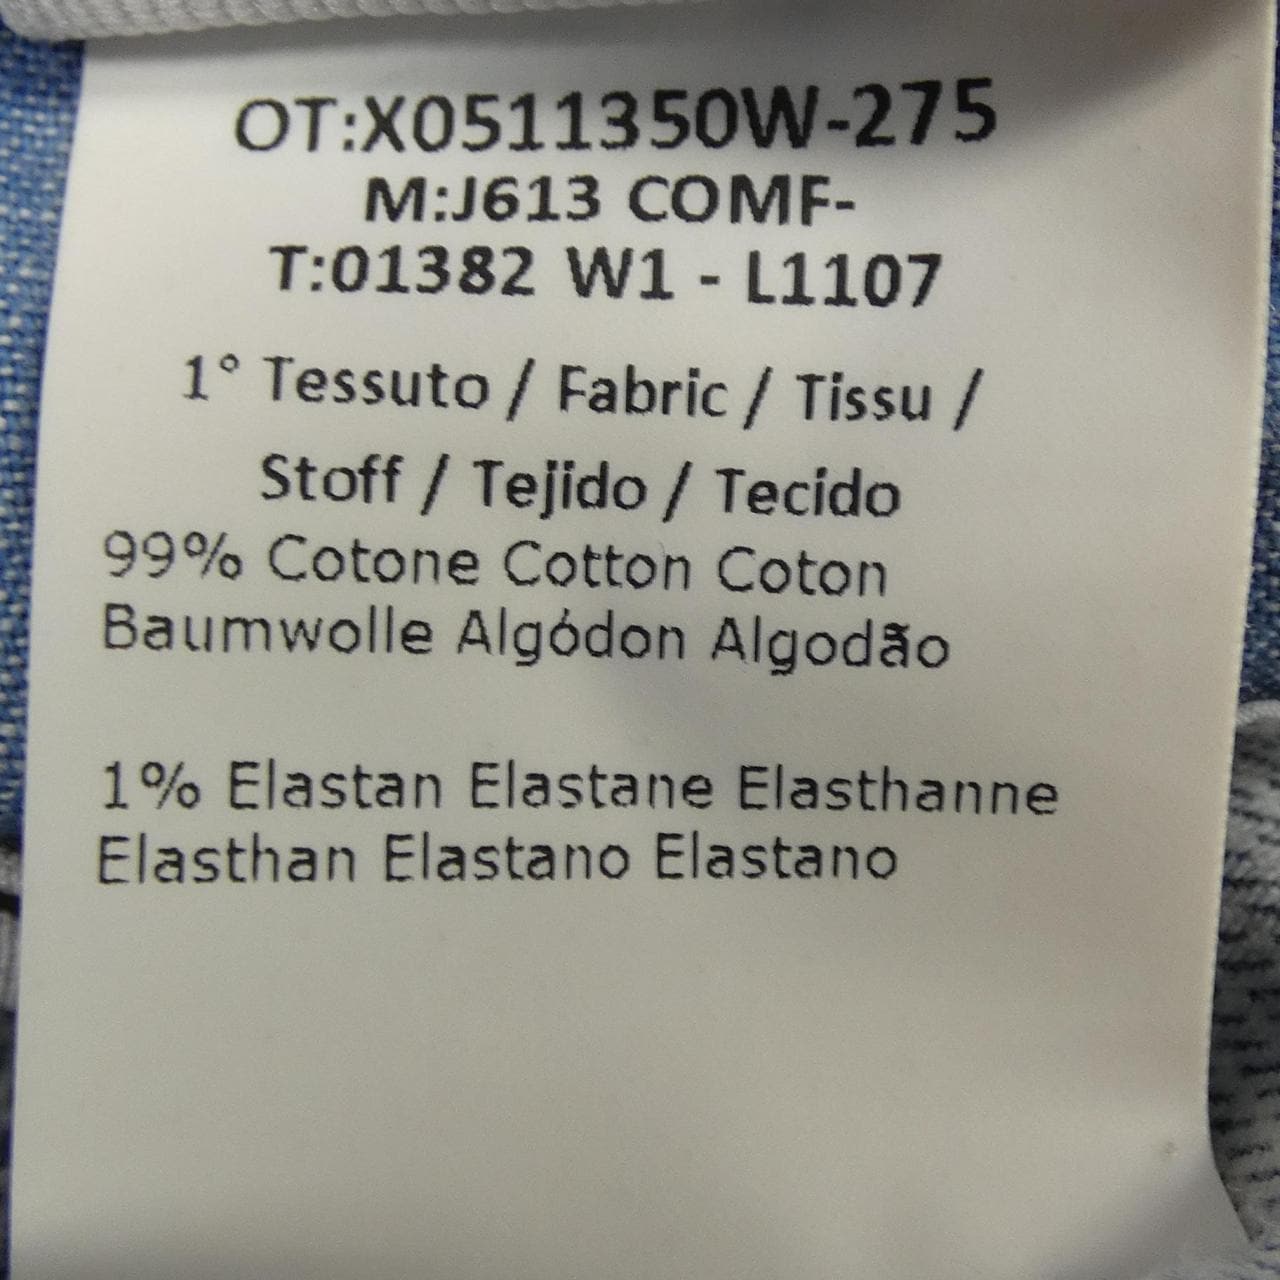 OT:X0511350W-275
M:J613 COMF-
T:01382 W1 - L1107
1° Tessuto / Fabric / Tissu /
Stoff / Tejido / Tecido
99% Cotone Cotton Coton
Baumwolle Algódon Algodão
1% Elastan Elastane Elasthanne
Elasthan Elastano Elastano